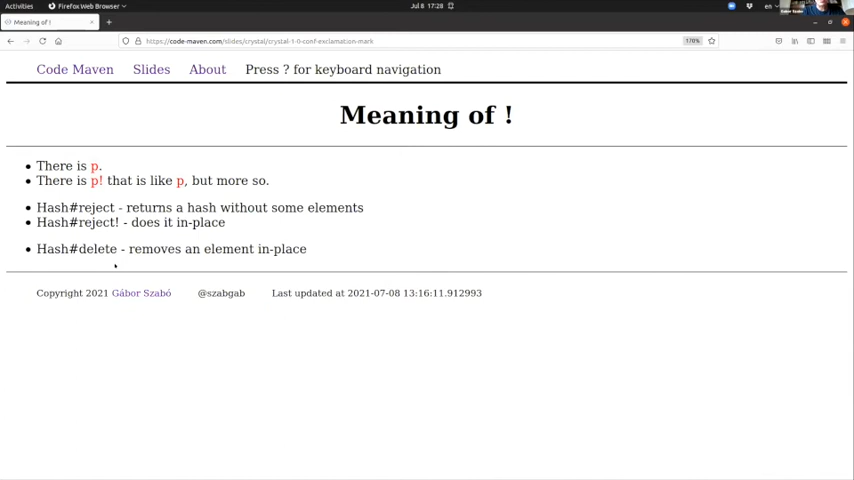 Activities
Firefox Web Browser
Jul 8 17:28
en
Meaning of !
https://code-maven.com/slides/crystal/crystal-1-0-conf-exclamation-mark
170%
Code Maven
Slides
About
Press ? for keyboard navigation
Meaning of !
There is p.
There is p! that is like p, but more so.
Hash#reject - returns a hash without some elements
Hash#reject! - does it in-place
Hash#delete - removes an element in-place
Copyright 2021 Gábor Szabó
@szabgab
Last updated at 2021-07-08 13:16:11.912993